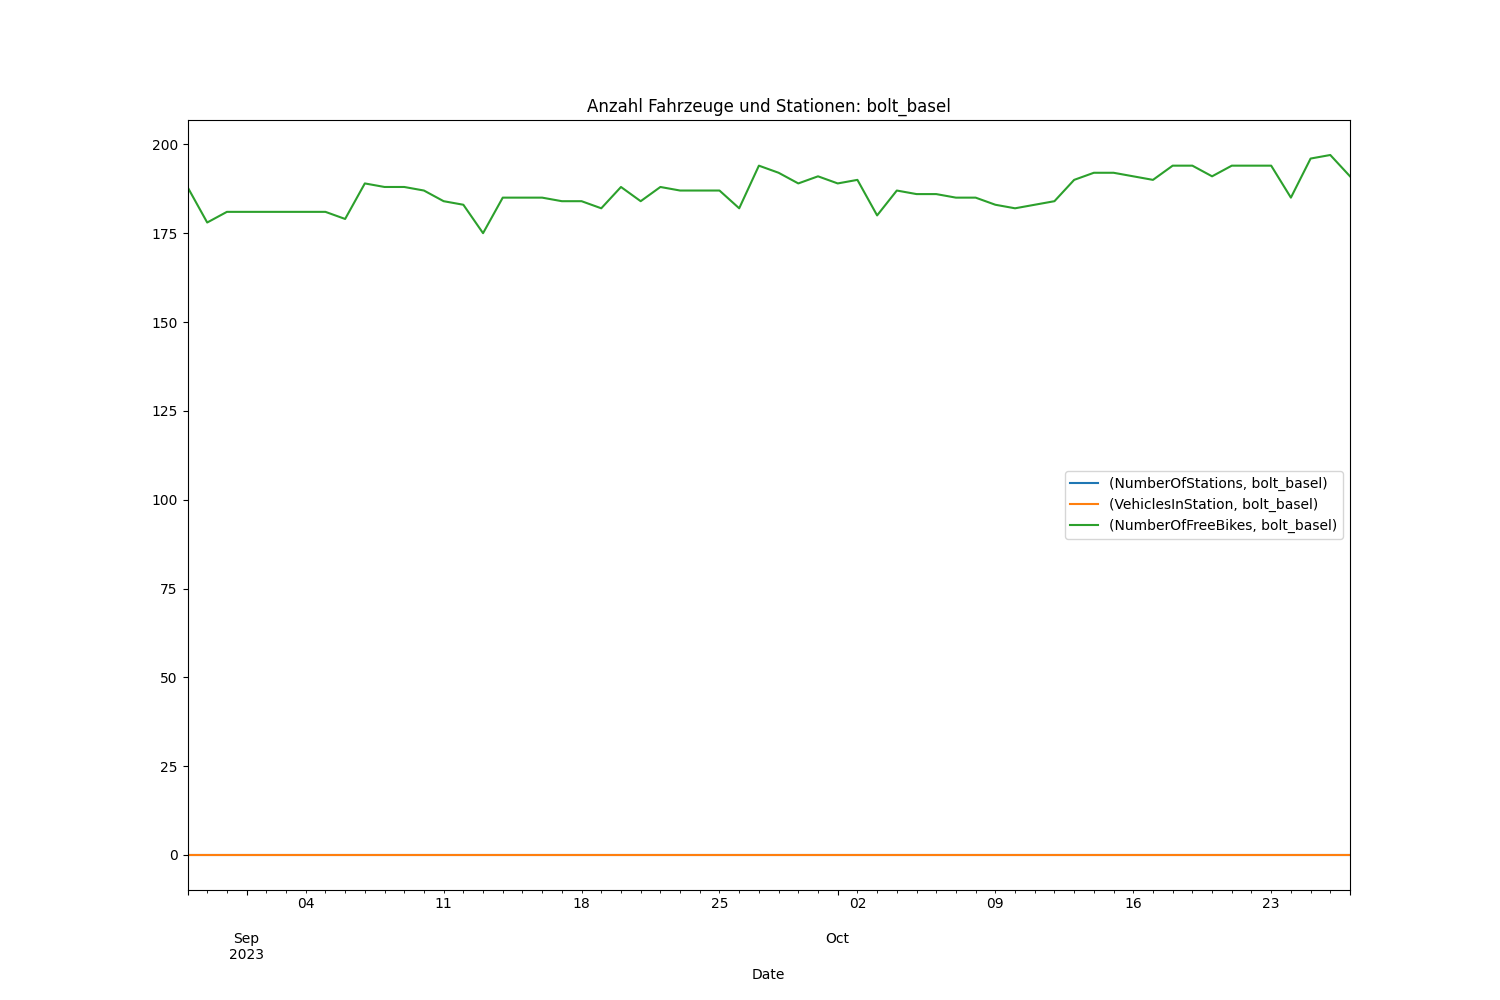 Anzahl Fahrzeuge und Stationen: bolt_basel
200
175
150
125
100
75
50
25
0
(NumberOfStations, bolt_basel)
(VehiclesInStation, bolt_basel)
(NumberOfFreeBikes, bolt_basel)
04 11 18 25 02 09 16 23
Sep Oct
2023
Date